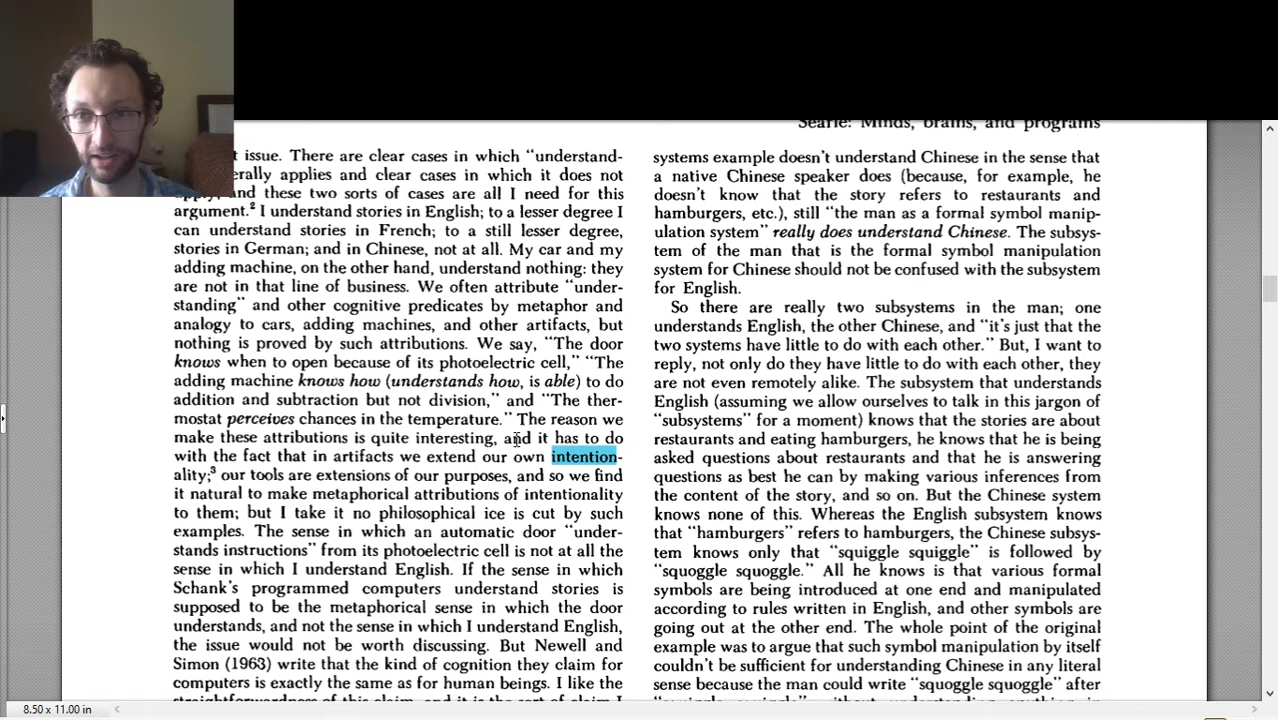 Searle: Minds, brains, and programs
t issue. There are clear cases in which "understand-
erally applies and clear cases in which it does not
apply; and these two sorts of cases are all I need for this
argument.² I understand stories in English; to a lesser degree I
can understand stories in French; to a still lesser degree,
stories in German; and in Chinese, not at all. My car and my
adding machine, on the other hand, understand nothing: they
are not in that line of business. We often attribute "under-
standing" and other cognitive predicates by metaphor and
analogy to cars, adding machines, and other artifacts, but
nothing is proved by such attributions. We say, "The door
knows when to open because of its photoelectric cell," "The
adding machine knows how (understands how, is able) to do
addition and subtraction but not division," and "The ther-
mostat perceives chances in the temperature." The reason we
make these attributions is quite interesting, and it has to do
with the fact that in artifacts we extend our own intention-
ality;³ our tools are extensions of our purposes, and so we find
it natural to make metaphorical attributions of intentionality
to them; but I take it no philosophical ice is cut by such
examples. The sense in which an automatic door "under-
stands instructions" from its photoelectric cell is not at all the
sense in which I understand English. If the sense in which
Schank's programmed computers understand stories is
supposed to be the metaphorical sense in which the door
understands, and not the sense in which I understand English,
the issue would not be worth discussing. But Newell and
Simon (1963) write that the kind of cognition they claim for
computers is exactly the same as for human beings. I like the
straightforwardness of this claim, and it is the sort of claim I
systems example doesn't understand Chinese in the sense that
a native Chinese speaker does (because, for example, he
doesn't know that the story refers to restaurants and
hamburgers, etc.), still "the man as a formal symbol manip-
ulation system" really does understand Chinese. The subsys-
tem of the man that is the formal symbol manipulation
system for Chinese should not be confused with the subsystem
for English.
So there are really two subsystems in the man; one
understands English, the other Chinese, and "it's just that the
two systems have little to do with each other." But, I want to
reply, not only do they have little to do with each other, they
are not even remotely alike. The subsystem that understands
English (assuming we allow ourselves to talk in this jargon of
"subsystems" for a moment) knows that the stories are about
restaurants and eating hamburgers, he knows that he is being
asked questions about restaurants and that he is answering
questions as best he can by making various inferences from
the content of the story, and so on. But the Chinese system
knows none of this. Whereas the English subsystem knows
that "hamburgers" refers to hamburgers, the Chinese subsys-
tem knows only that "squiggle squiggle" is followed by
"squoggle squoggle." All he knows is that various formal
symbols are being introduced at one end and manipulated
according to rules written in English, and other symbols are
going out at the other end. The whole point of the original
example was to argue that such symbol manipulation by itself
couldn't be sufficient for understanding Chinese in any literal
sense because the man could write "squoggle squoggle" after
"squiggle squiggle" without understanding anything in
8.50 x 11.00 in